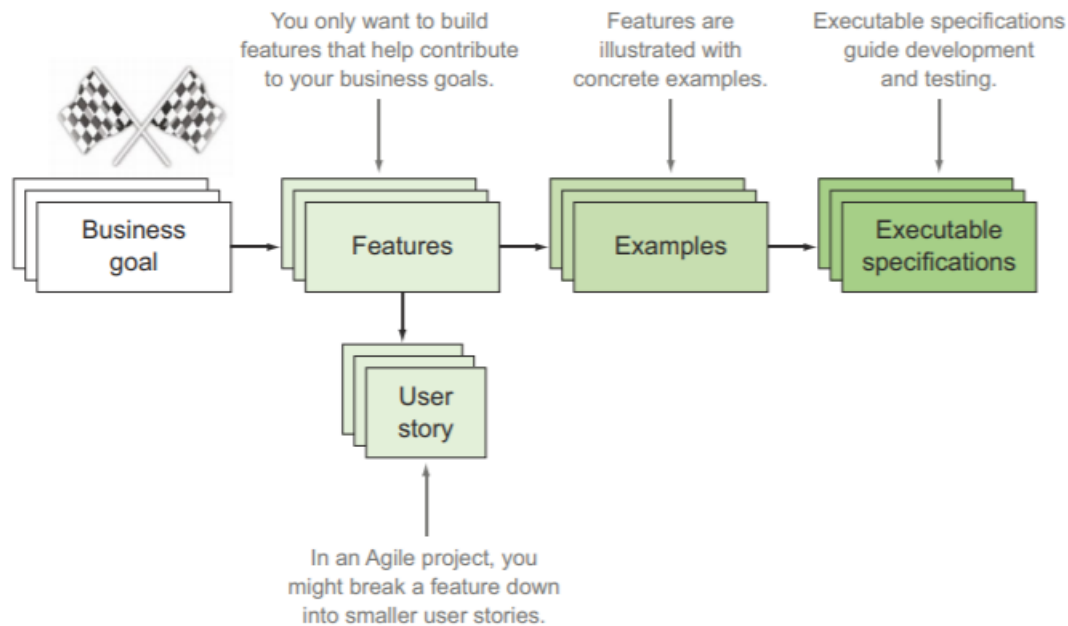 You only want to build
features that help contribute
to your business goals.
Features are
illustrated with
concrete examples.
Executable specifications
guide development
and testing.
Business
goal
Features
Examples
Executable
specifications
User
story
In an Agile project, you
might break a feature down
into smaller user stories.